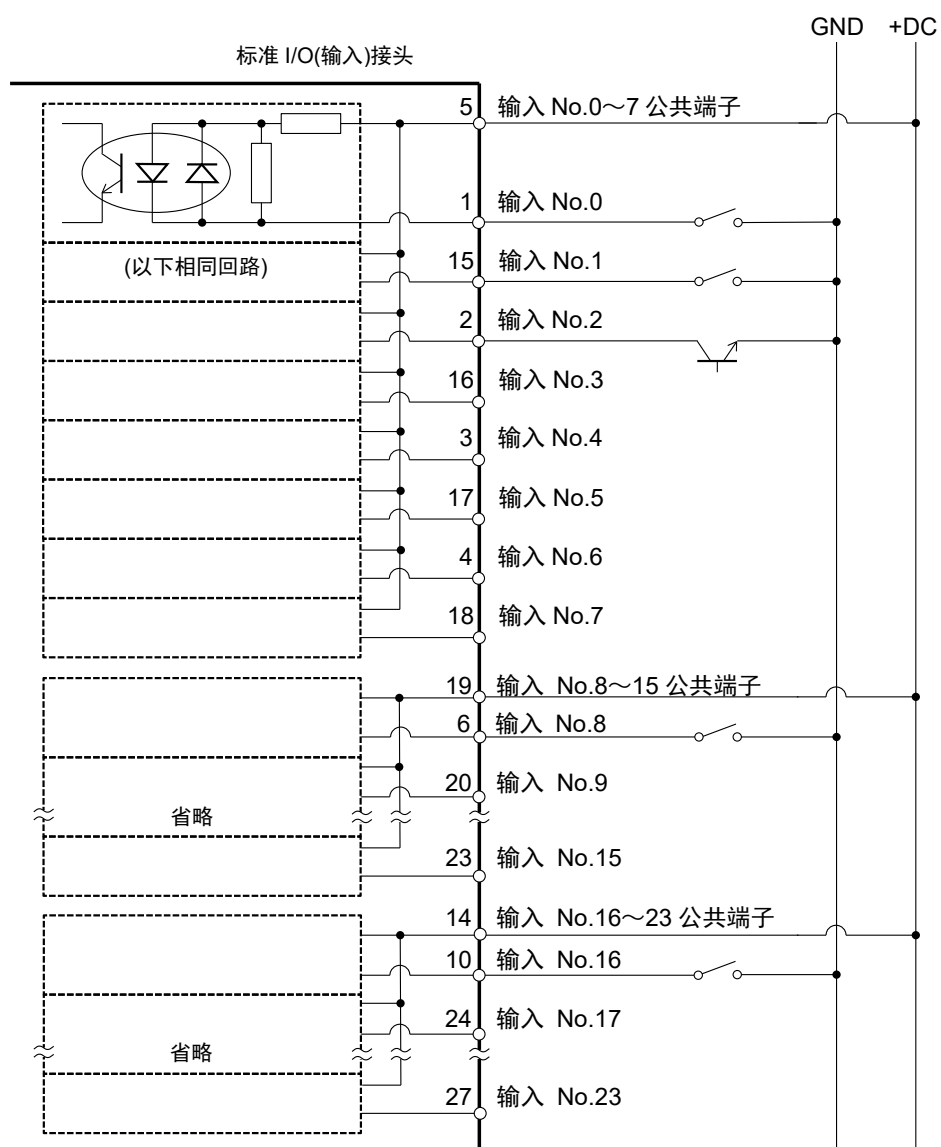 GND +DC
标准 I/O(输入)接头
5 输入 No.0～7 公共端子
1 输入 No.0
(以下相同回路) 15 输入 No.1
2 输入 No.2
16 输入 No.3
3 输入 No.4
17 输入 No.5
4 输入 No.6
18 输入 No.7
19 输入 No.8～15 公共端子
6 输入 No.8
20 输入 No.9
省略
23 输入 No.15
14 输入 No.16～23 公共端子
10 输入 No.16
24 输入 No.17
省略
27 输入 No.23